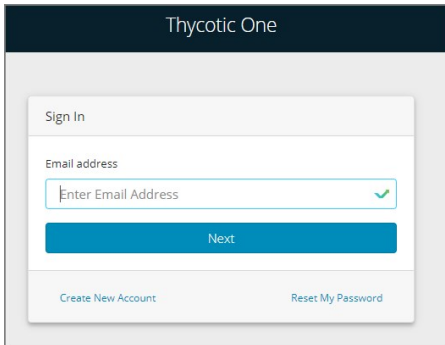 Thycotic One
Sign In
Email address
Enter Email Address
Next
Create New Account Reset My Password